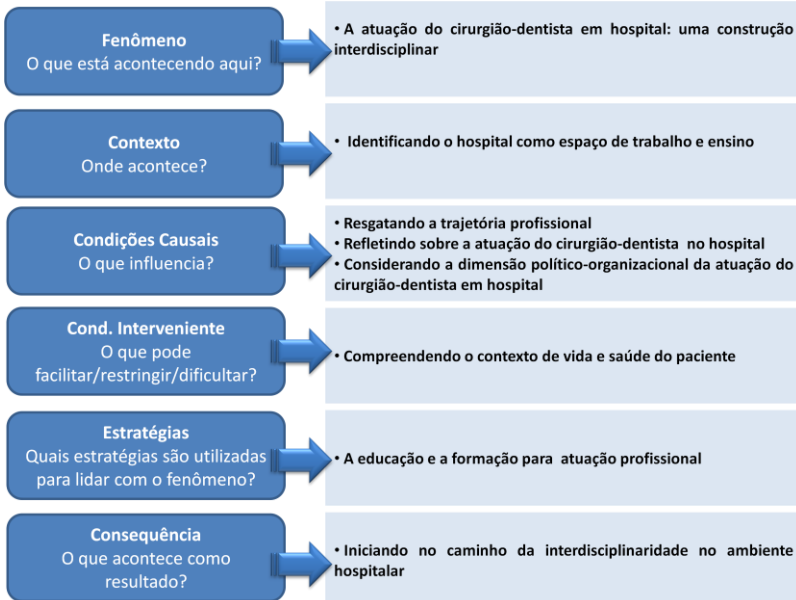 Fenômeno
O que está acontecendo aqui?
• A atuação do cirurgião-dentista em hospital: uma construção
interdisciplinar
Contexto
Onde acontece?
• Identificando o hospital como espaço de trabalho e ensino
Condições Causais
O que influencia?
• Resgatando a trajetória profissional
• Refletindo sobre a atuação do cirurgião-dentista no hospital
• Considerando a dimensão político-organizacional da atuação do
cirurgião-dentista em hospital
Cond. Interveniente
O que pode
facilitar/restringir/dificultar?
• Compreendendo o contexto de vida e saúde do paciente
Estratégias
Quais estratégias são utilizadas
para lidar com o fenômeno?
• A educação e a formação para atuação profissional
Consequência
O que acontece como
resultado?
• Iniciando no caminho da interdisciplinaridade no ambiente
hospitalar